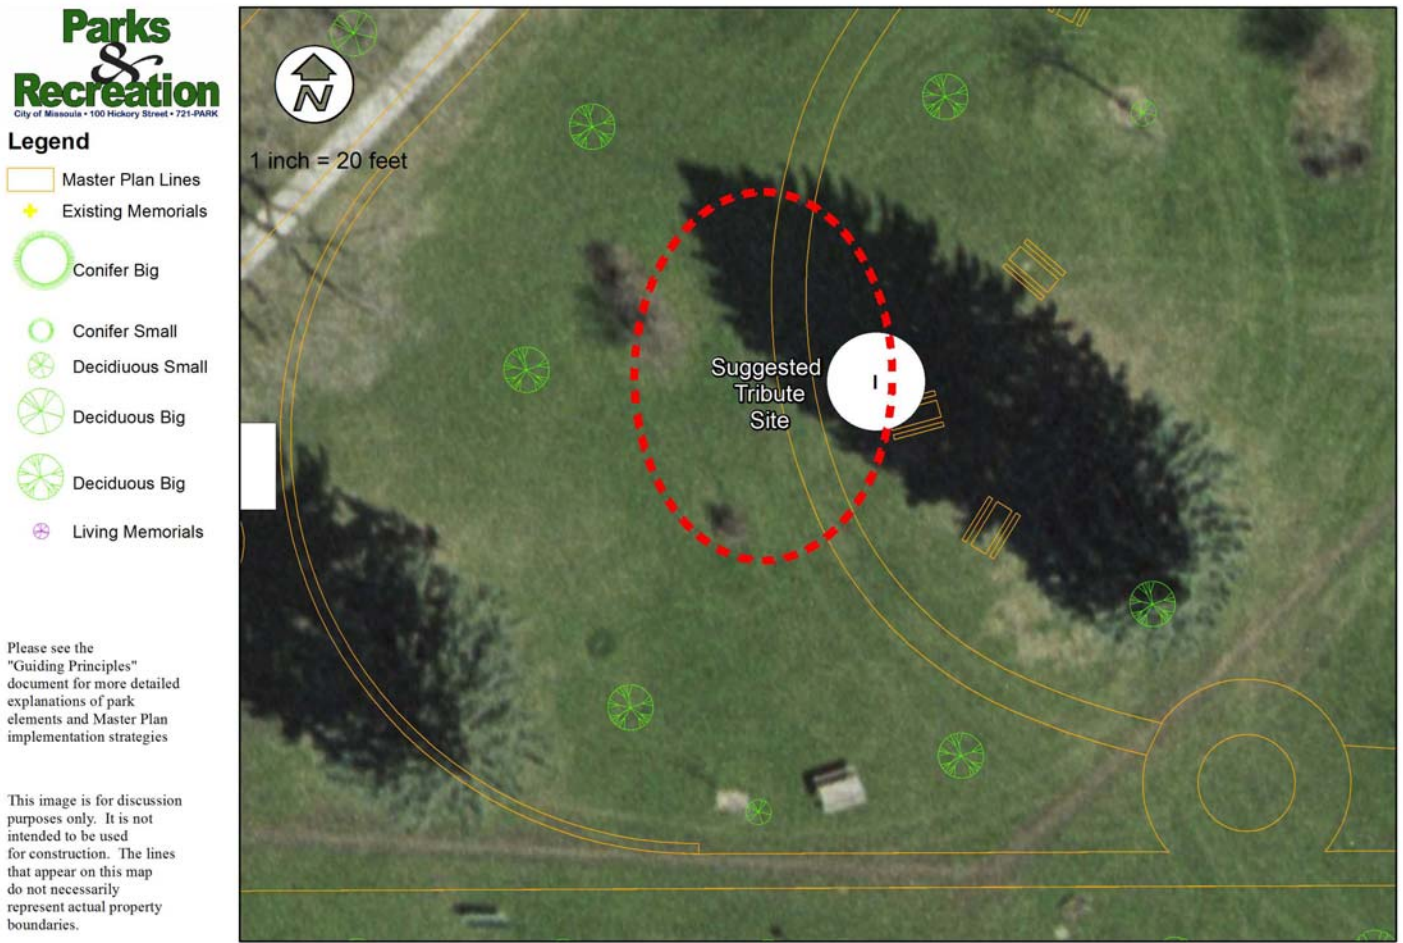 Parks
&
Recreation
City of Missoula • 100 Hickory Street • 721-PARK
Legend
Master Plan Lines
Existing Memorials
Conifer Big
Conifer Small
Decidiuous Small
Deciduous Big
Deciduous Big
Living Memorials
Please see the
"Guiding Principles"
document for more detailed
explanations of park
elements and Master Plan
implementation strategies
This image is for discussion
purposes only. It is not
intended to be used
for construction. The lines
that appear on this map
do not necessarily
represent actual property
boundaries.
N
1 inch = 20 feet
Suggested
Tribute
Site
I